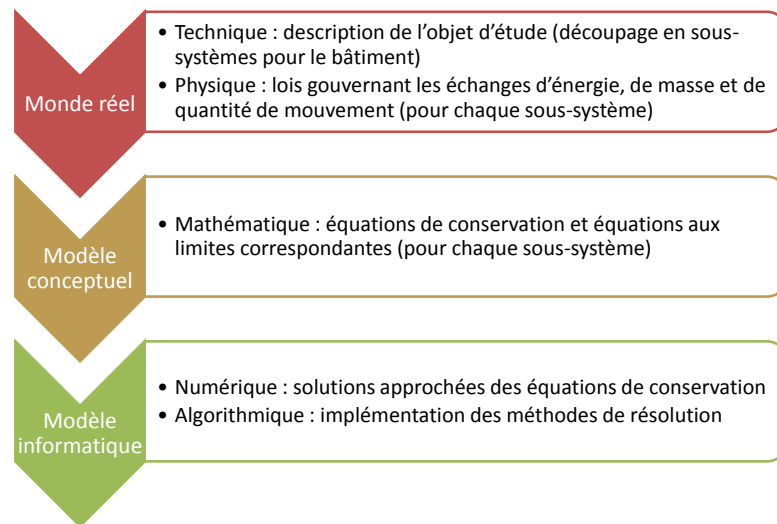 Monde réel
• Technique : description de l’objet d’étude (découpage en sous-
systèmes pour le bâtiment)
• Physique : lois gouvernant les échanges d’énergie, de masse et de
quantité de mouvement (pour chaque sous-système)
Modèle
conceptuel
• Mathématique : équations de conservation et équations aux
limites correspondantes (pour chaque sous-système)
Modèle
informatique
• Numérique : solutions approchées des équations de conservation
• Algorithmique : implémentation des méthodes de résolution